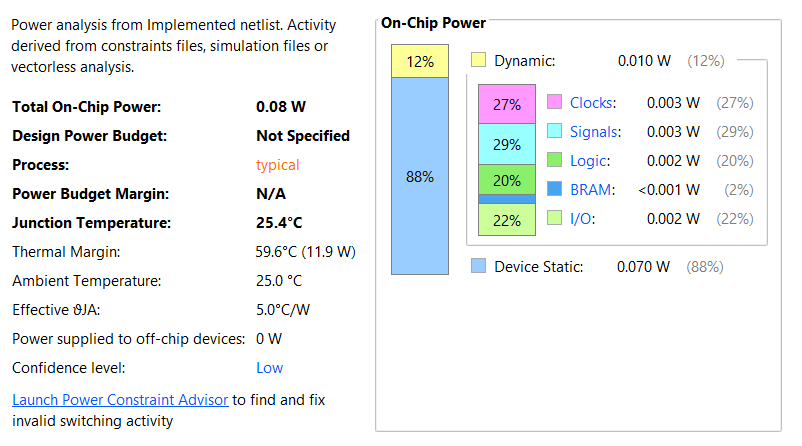 Power analysis from Implemented netlist. Activity
derived from constraints files, simulation files or
vectorless analysis.
Total On-Chip Power: 0.08 W
Design Power Budget: Not Specified
Process: typical
Power Budget Margin: N/A
Junction Temperature: 25.4°C
Thermal Margin: 59.6°C (11.9 W)
Ambient Temperature: 25.0 °C
Effective ϑJA: 5.0°C/W
Power supplied to off-chip devices: 0 W
Confidence level: Low
Launch Power Constraint Advisor to find and fix
invalid switching activity
On-Chip Power
12%
88%
Dynamic: 0.010 W (12%)
27% Clocks: 0.003 W (27%)
29% Signals: 0.003 W (29%)
20% Logic: 0.002 W (20%)
BRAM: <0.001 W (2%)
22% I/O: 0.002 W (22%)
Device Static: 0.070 W (88%)